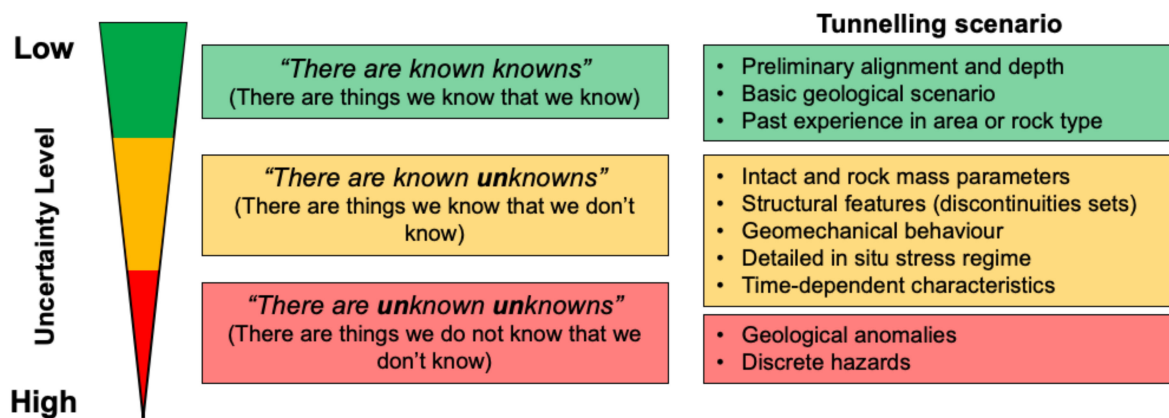 Tunnelling scenario
Low
Uncertainty Level
High
“There are known knowns”
(There are things we know that we know)
• Preliminary alignment and depth
• Basic geological scenario
• Past experience in area or rock type
“There are known unknowns”
(There are things we know that we don’t
know)
• Intact and rock mass parameters
• Structural features (discontinuities sets)
• Geomechanical behaviour
• Detailed in situ stress regime
• Time-dependent characteristics
“There are unknown unknowns”
(There are things we do not know that we
don’t know)
• Geological anomalies
• Discrete hazards